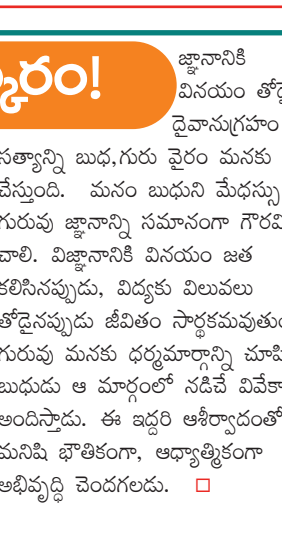 స్కారం!
జ్ఞానానికి
వినయం తోడై
దైవానుగ్రహం
సత్యాన్ని బుధ,గురు వైరం మనకు
చేస్తుంది. మనం బుధుని మేధస్సు
గురువు జ్ఞానాన్ని సమానంగా గౌరవి
చాలి. విజ్ఞానానికి వినయం జత
కలిసినప్పుడు, విద్యకు విలువలు
తోడైనప్పుడు జీవితం సార్థకమవుతుం
గురువు మనకు ధర్మమార్గాన్ని చూపి
బుధుడు ఆ మార్గంలో నడిచే వివేకా
అందిస్తాడు. ఈ ఇద్దరి ఆశీర్వాదంతో
మనిషి భౌతికంగా, ఆధ్యాత్మికంగా
అభివృద్ధి చెందగలడు. □